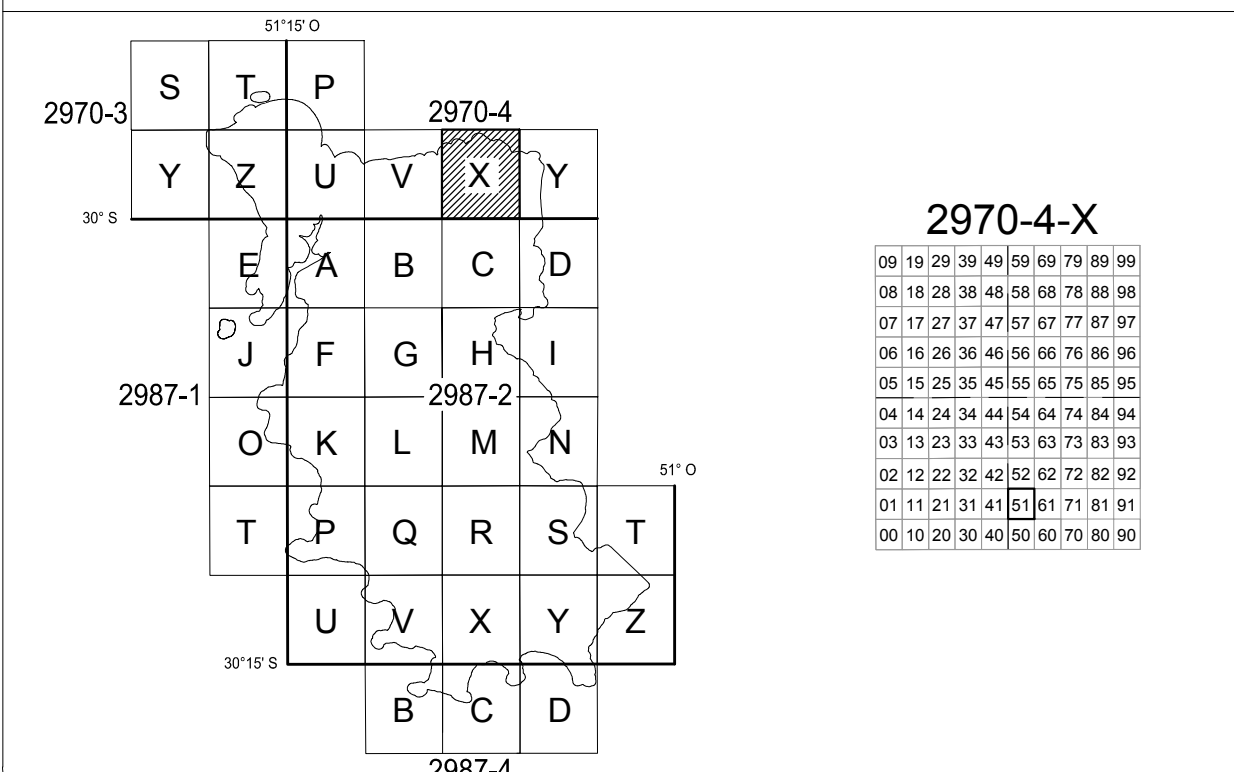 51°15' O
S T P
2970-3 2970-4
Y Z U V X Y
30° S
E A B C D
J F G H I
2987-1 2987-2
O K L M N
51° O
T P Q R S T
U V X Y Z
30°15' S
B C D
2987-4
2970-4-X
09 19 29 39 49 59 69 79 89 99
08 18 28 38 48 58 68 78 88 98
07 17 27 37 47 57 67 77 87 97
06 16 26 36 46 56 66 76 86 96
05 15 25 35 45 55 65 75 85 95
04 14 24 34 44 54 64 74 84 94
03 13 23 33 43 53 63 73 83 93
02 12 22 32 42 52 62 72 82 92
01 11 21 31 41 51 61 71 81 91
00 10 20 30 40 50 60 70 80 90